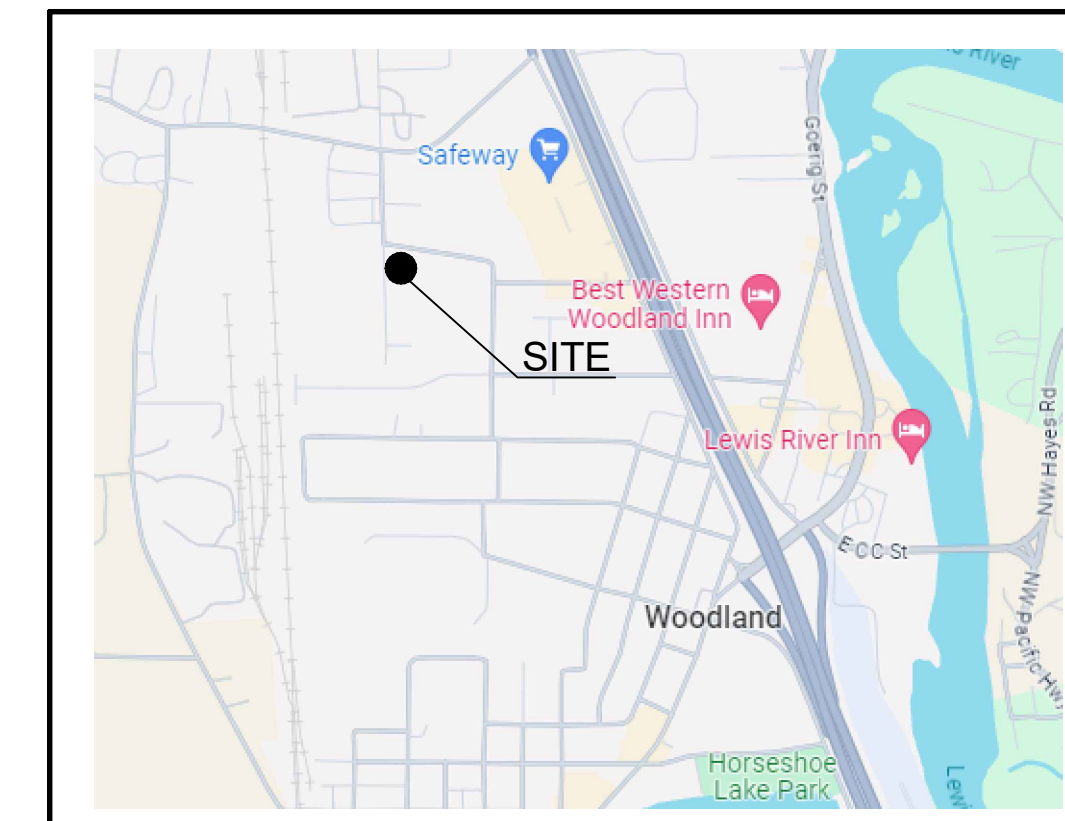 River
Goerig St
Safeway
Best Western
Woodland Inn
SITE
NW Hayes Rd
Lewis River Inn
E CC St
NW Pacific Hwy
Woodland
Horseshoe
Lake Park